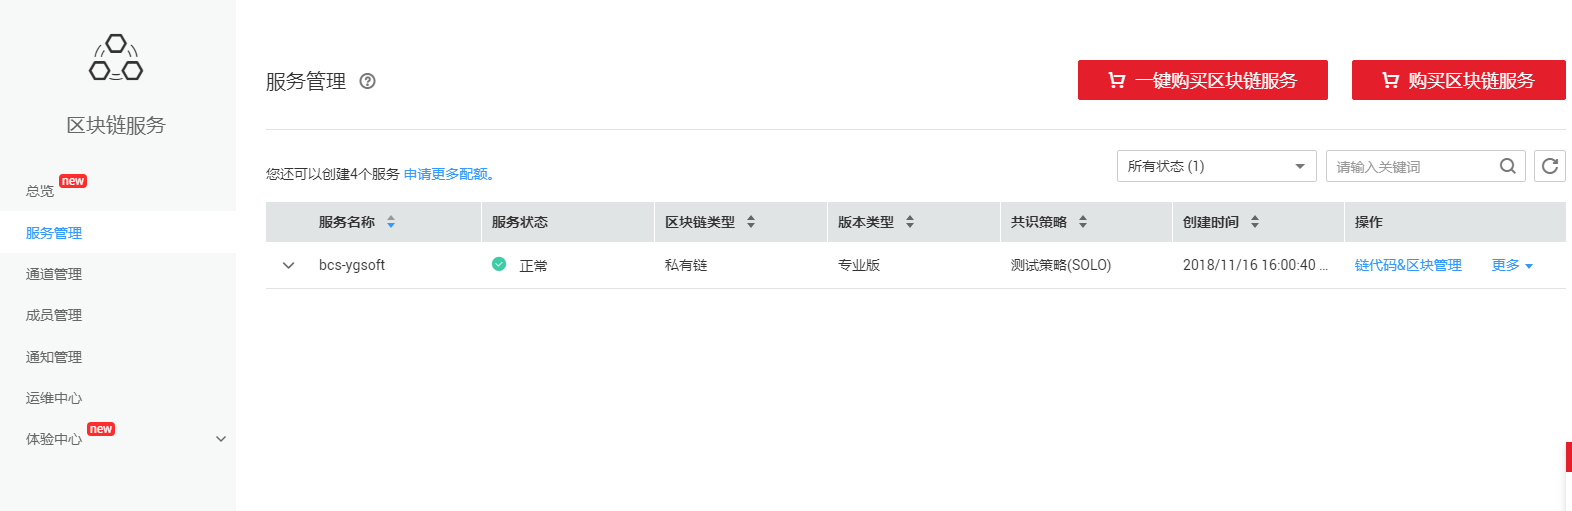 区块链服务
总览 new
服务管理
通道管理
成员管理
通知管理
运维中心
体验中心 new
服务管理 ?
一键购买区块链服务 购买区块链服务
您还可以创建4个服务 申请更多配额。
所有状态 (1) 请输入关键词
服务名称 服务状态 区块链类型 版本类型 共识策略 创建时间 操作
bcs-ygsoft 正常 私有链 专业版 测试策略(SOLO) 2018/11/16 16:00:40 ... 链代码&区块管理 更多